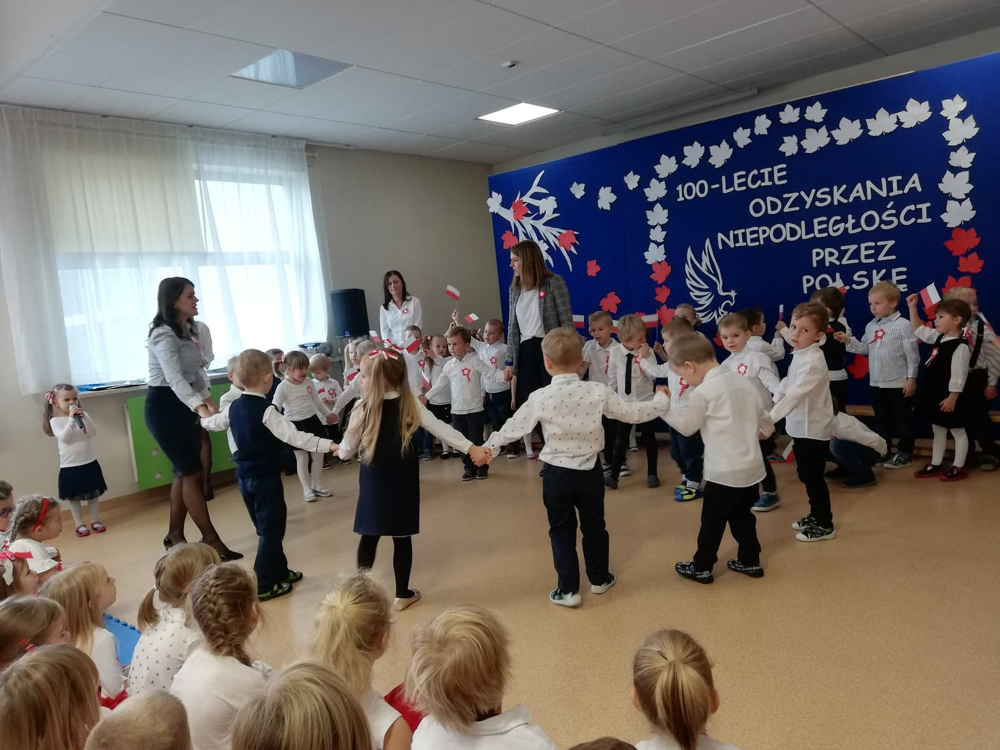 100-LECIE
ODZYSKANIA
NIEPODLEGŁOŚCI
PRZEZ
POLSKĘ